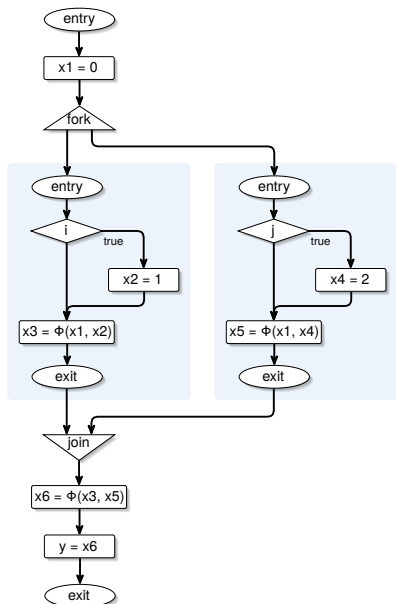 entry
x1 = 0
fork
entry
i
true
x2 = 1
x3 = Φ(x1, x2)
exit
entry
j
true
x4 = 2
x5 = Φ(x1, x4)
exit
join
x6 = Φ(x3, x5)
y = x6
exit